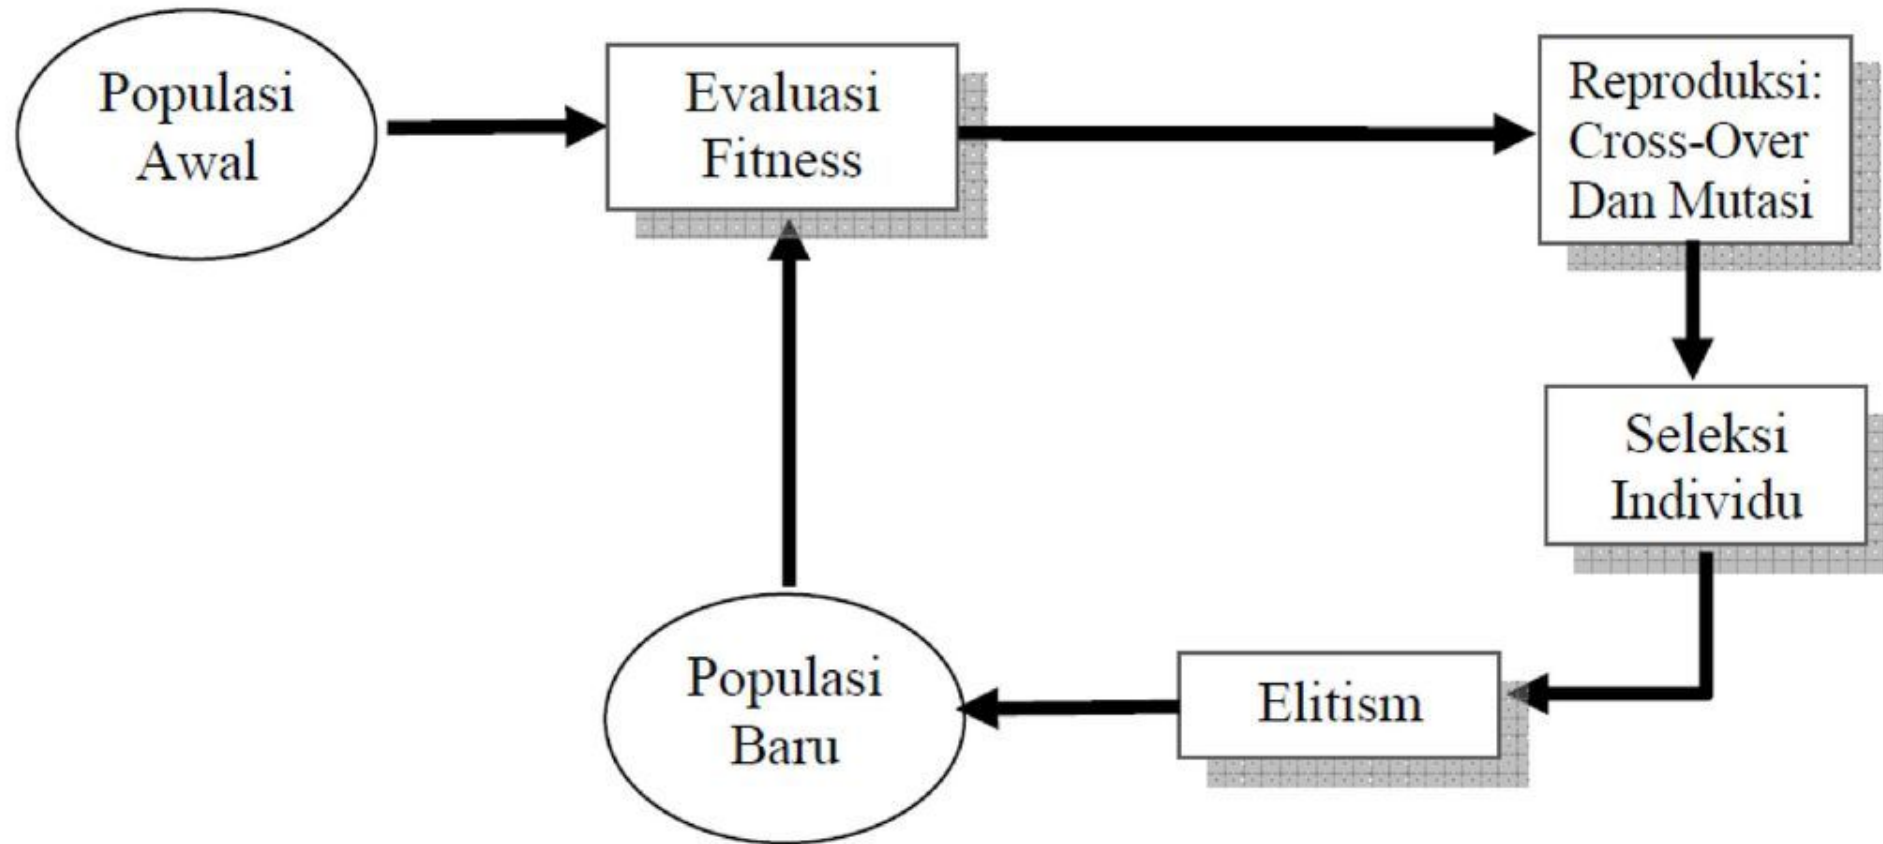 Populasi
Awal
Evaluasi
Fitness
Reproduksi:
Cross-Over
Dan Mutasi
Seleksi
Individu
Elitism
Populasi
Baru